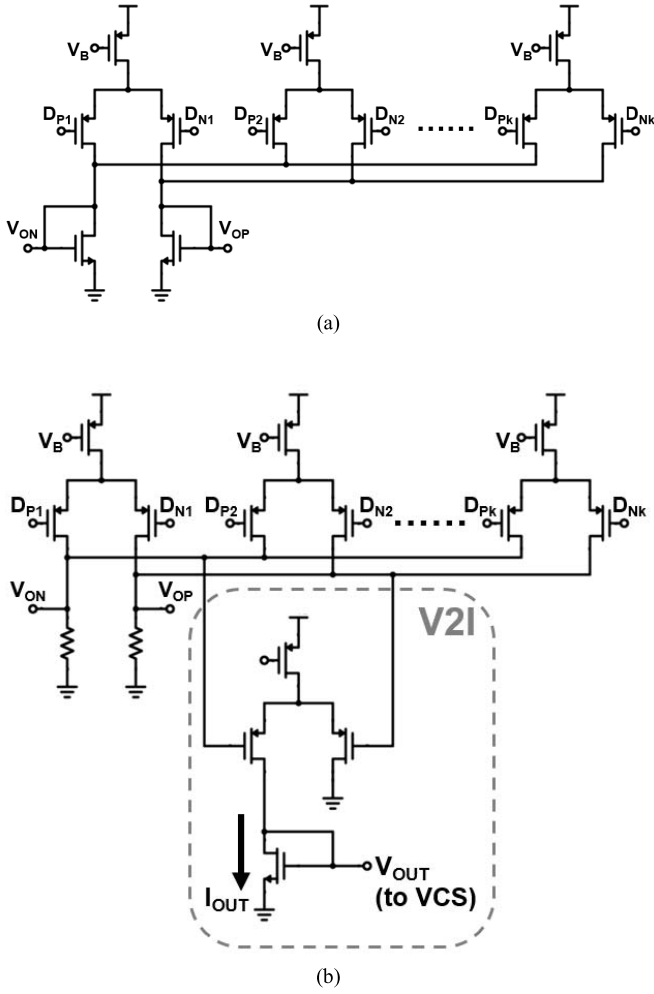 V_B V_B V_B
D_P1 D_N1 D_P2 D_N2 ...... D_Pk D_Nk
V_ON V_OP
(a)
V_B V_B V_B
D_P1 D_N1 D_P2 D_N2 ....... D_Pk D_Nk
V_ON V_OP
V2I
V_OUT
I_OUT (to VCS)
(b)